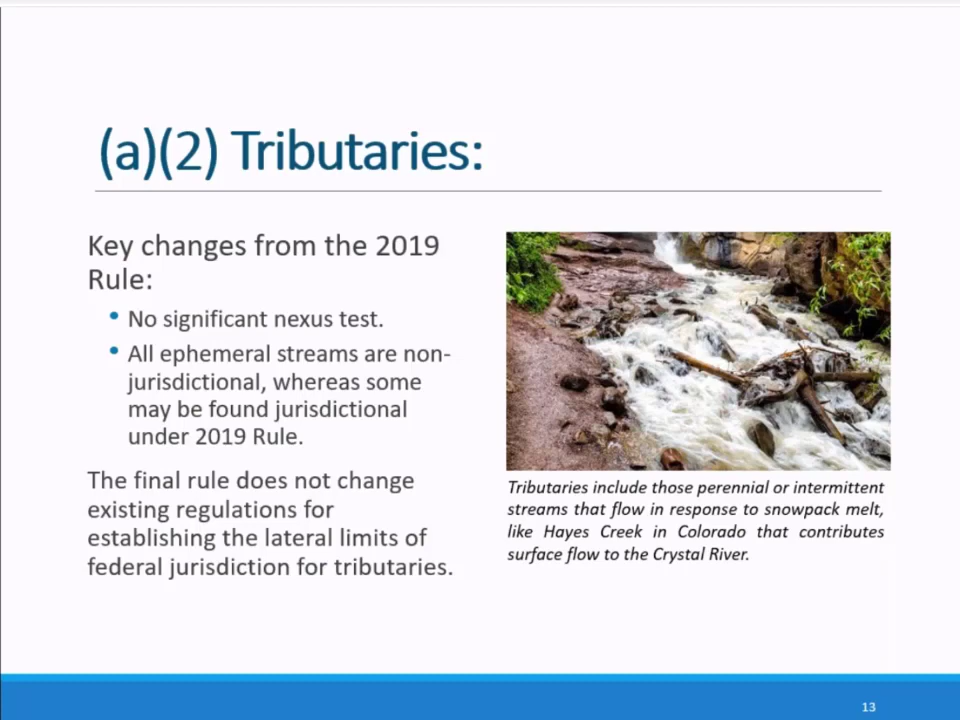 (a)(2) Tributaries:
Key changes from the 2019
Rule:
• No significant nexus test.
• All ephemeral streams are non-
jurisdictional, whereas some
may be found jurisdictional
under 2019 Rule.
The final rule does not change
existing regulations for
establishing the lateral limits of
federal jurisdiction for tributaries.
Tributaries include those perennial or intermittent
streams that flow in response to snowpack melt,
like Hayes Creek in Colorado that contributes
surface flow to the Crystal River.
13